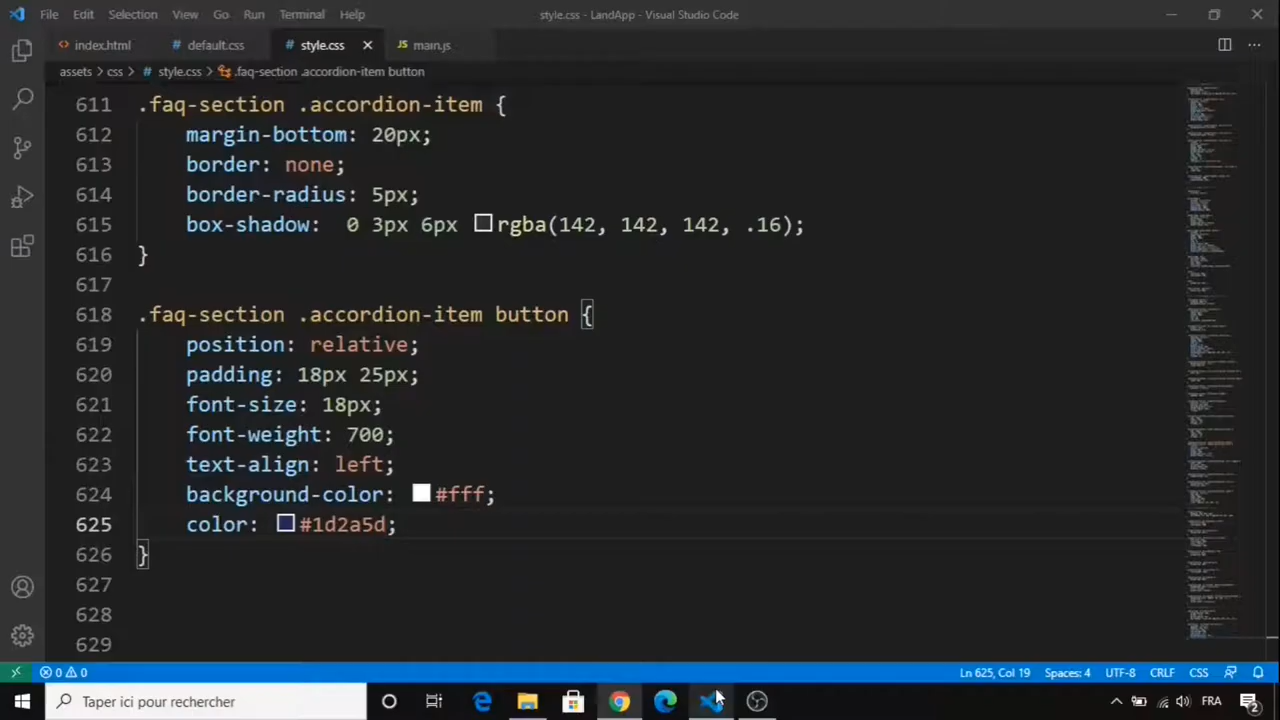 File Edit Selection View Go Run Terminal Help style.css - LandApp - Visual Studio Code
index.html default.css style.css main.js
assets > css > style.css > .faq-section .accordion-item button
611 .faq-section .accordion-item {
612 margin-bottom: 20px;
613 border: none;
614 border-radius: 5px;
615 box-shadow: 0 3px 6px rgba(142, 142, 142, .16);
616 }
617
618 .faq-section .accordion-item button {
619 position: relative;
620 padding: 18px 25px;
621 font-size: 18px;
622 font-weight: 700;
623 text-align: left;
624 background-color: #fff;
625 color: #1d2a5d;
626 }
627
628
629
0 0 Ln 625, Col 19 Spaces: 4 UTF-8 CRLF CSS
Taper ici pour rechercher FRA 2